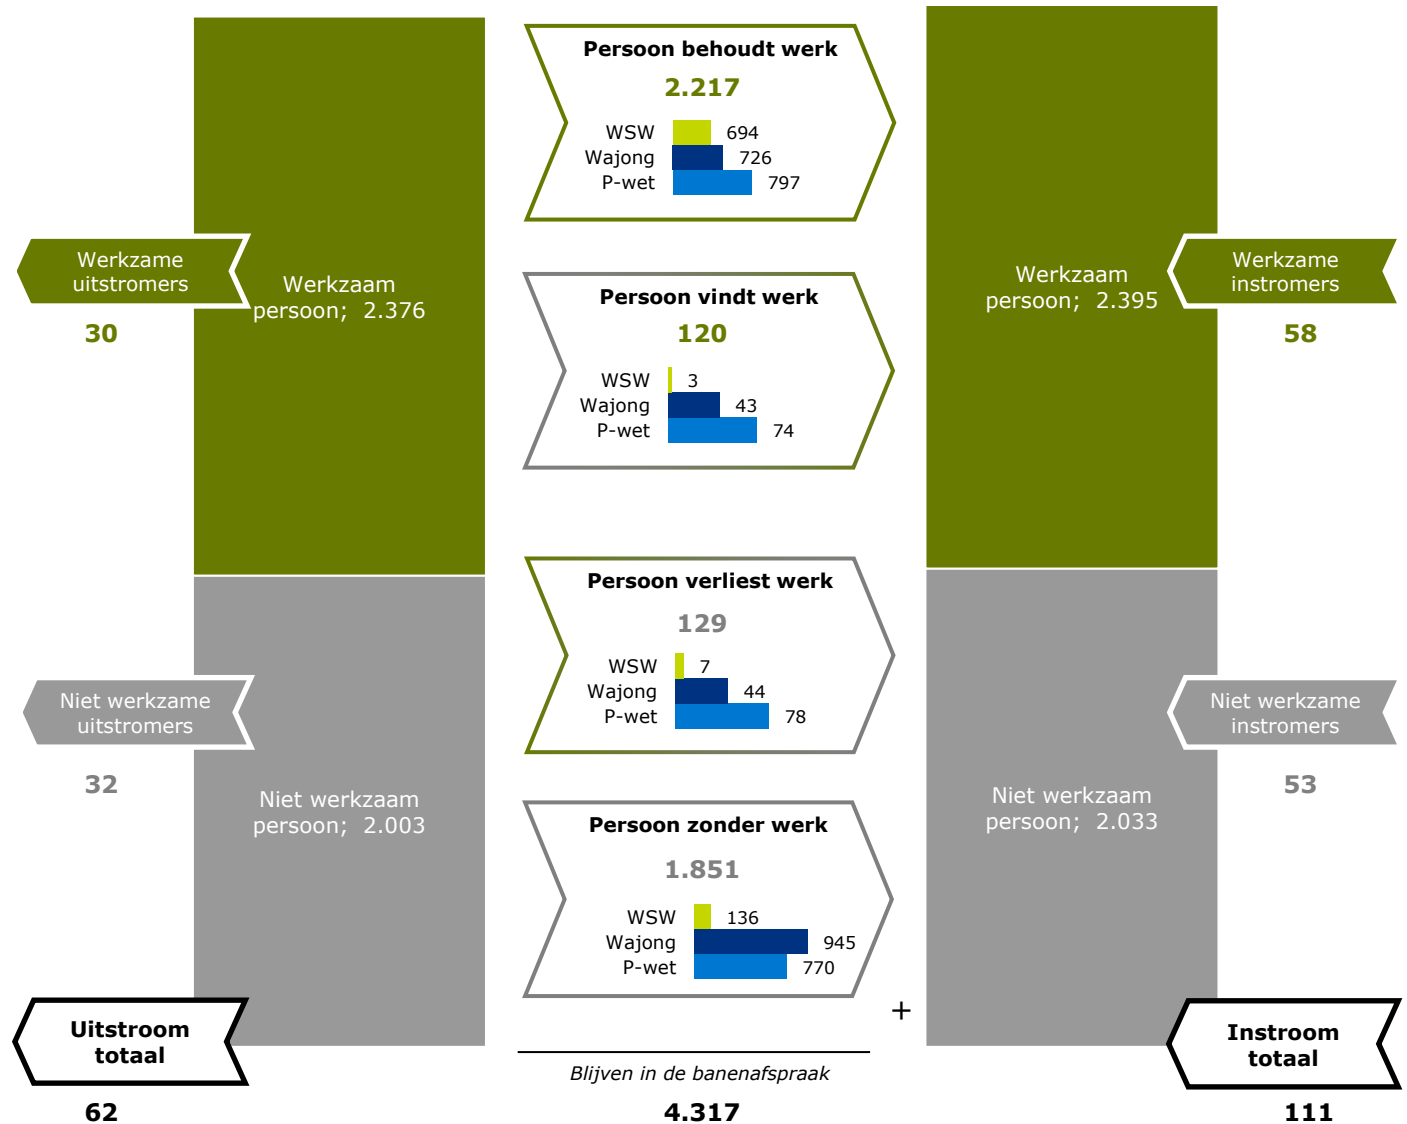 Werkzame
uitstromers
30
Werkzaam
persoon;  2.376
Niet werkzame
uitstromers
32
Niet werkzaam
persoon;  2.003
Uitstroom
totaal
62
Persoon behoudt werk
2.217
WSW 694
Wajong 726
P-wet 797
Persoon vindt werk
120
WSW 3
Wajong 43
P-wet 74
Persoon verliest werk
129
WSW 7
Wajong 44
P-wet 78
Persoon zonder werk
1.851
WSW 136
Wajong 945
P-wet 770
+
Blijven in de banenafspraak
4.317
Werkzaam
persoon;  2.395
Werkzame
instromers
58
Niet werkzame
instromers
53
Niet werkzaam
persoon;  2.033
Instroom
totaal
111